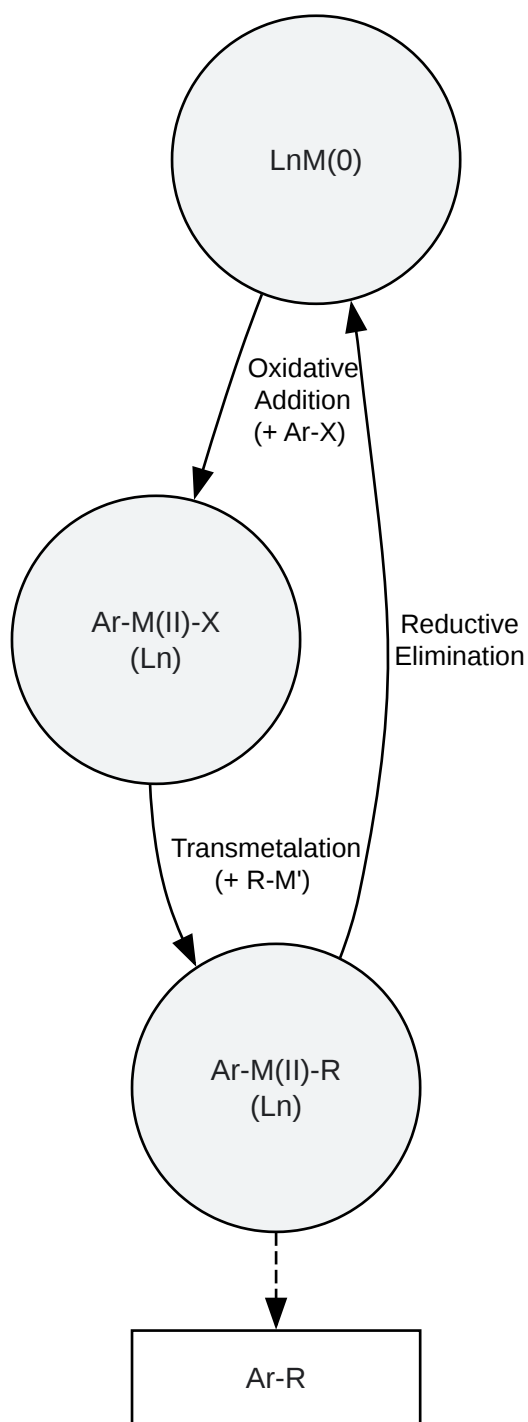 LnM(0)
Oxidative
Addition
(+ Ar-X)
Ar-M(II)-X
(Ln)
Reductive
Elimination
Transmetalation
(+ R-M')
Ar-M(II)-R
(Ln)
Ar-R